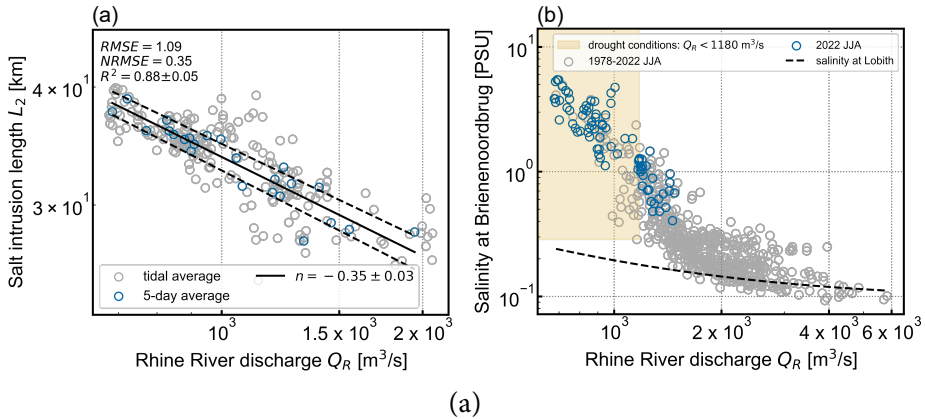 (a)
RMSE = 1.09
NRMSE = 0.35
R² = 0.88±0.05
4 × 10¹
3 × 10¹
Salt intrusion length L₂ [km]
tidal average
5-day average
n = − 0.35 ± 0.03
10³
1.5 x 10³
2 x 10³
Rhine River discharge Q_R [m³/s]
(b)
10¹
10⁰
10⁻¹
Salinity at Brienenoordbrug [PSU]
drought conditions: Q_R < 1180 m³/s
1978-2022 JJA
2022 JJA
salinity at Lobith
10³
2 x 10³
4 x 10³
6 x 10³
Rhine River discharge Q_R [m³/s]
(a)